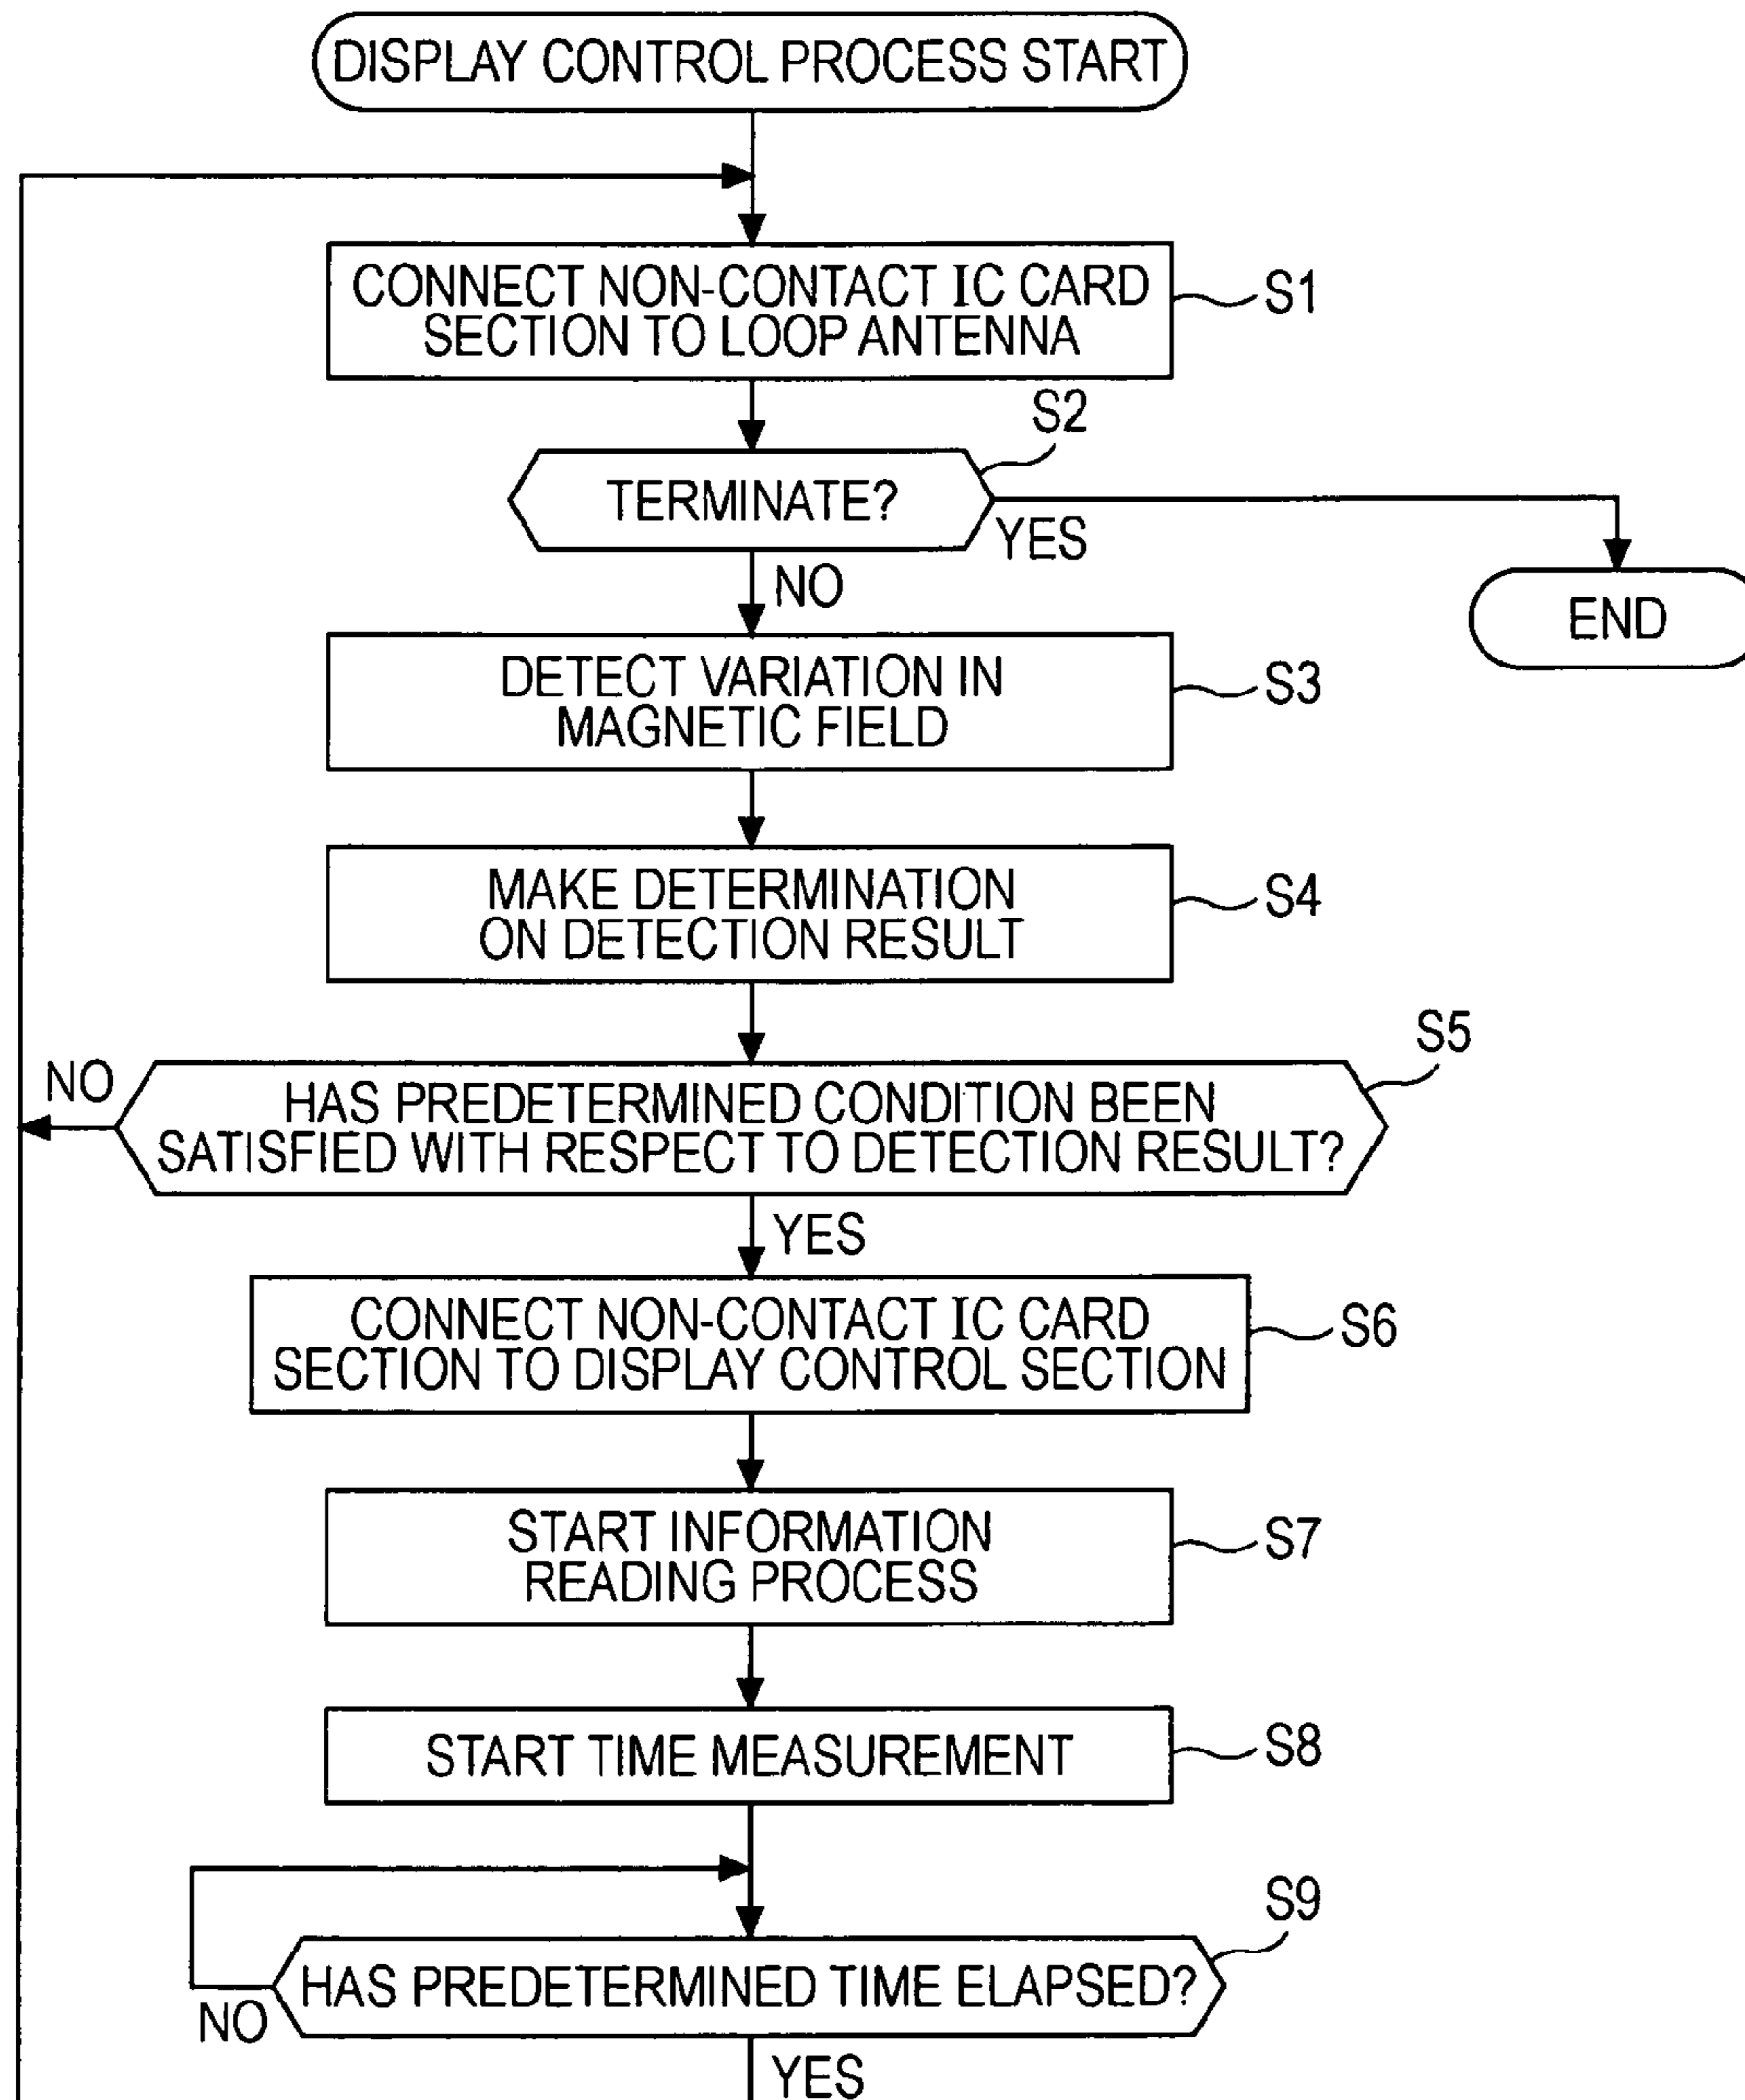 DISPLAY CONTROL PROCESS START
CONNECT NON-CONTACT IC CARD
SECTION TO LOOP ANTENNA
S1
S2
TERMINATE?
YES
NO
END
DETECT VARIATION IN
MAGNETIC FIELD
S3
MAKE DETERMINATION
ON DETECTION RESULT
S4
S5
NO
HAS PREDETERMINED CONDITION BEEN
SATISFIED WITH RESPECT TO DETECTION RESULT?
YES
CONNECT NON-CONTACT IC CARD
SECTION TO DISPLAY CONTROL SECTION
S6
START INFORMATION
READING PROCESS
S7
START TIME MEASUREMENT
S8
S9
HAS PREDETERMINED TIME ELAPSED?
NO
YES